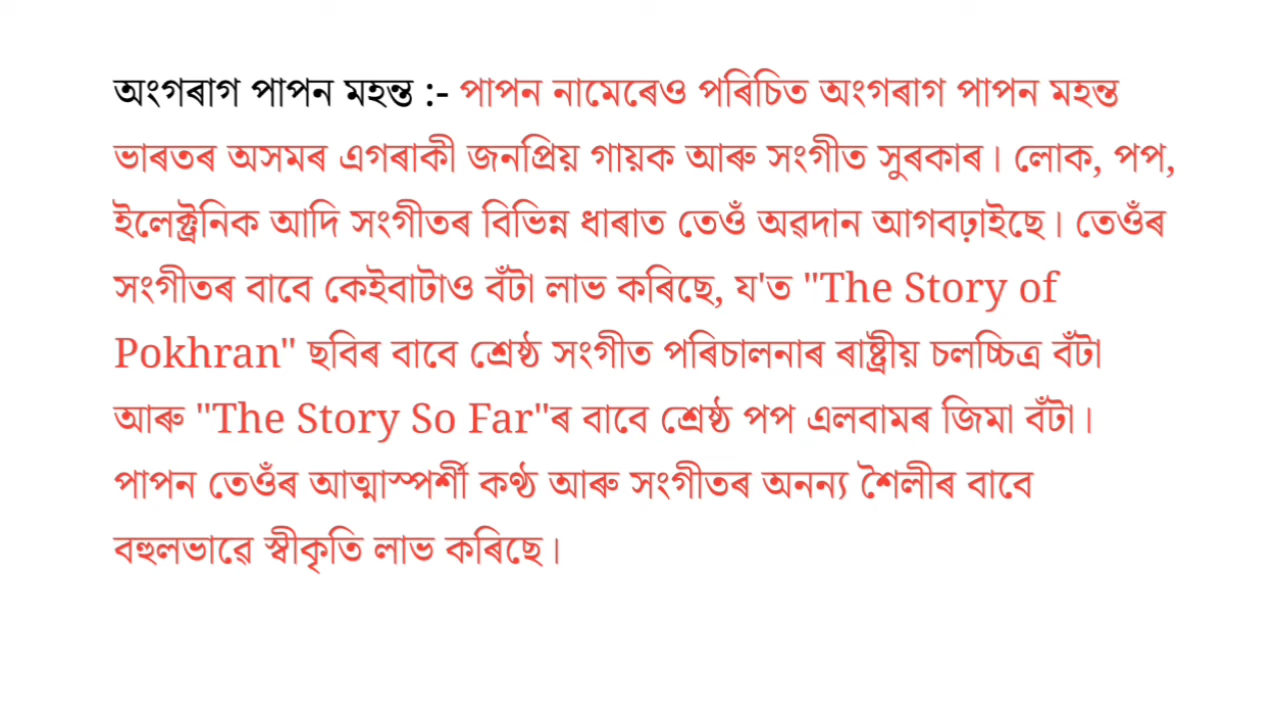 অংগৰাগ পাপন মহন্ত :- পাপন নামেৰেও পৰিচিত অংগৰাগ পাপন মহন্ত
ভাৰতৰ অসমৰ এগৰাকী জনপ্ৰিয় গায়ক আৰু সংগীত সুৰকাৰ। লোক, পপ,
ইলেক্ট্ৰনিক আদি সংগীতৰ বিভিন্ন ধাৰাত তেওঁ অৱদান আগবঢ়াইছে। তেওঁৰ
সংগীতৰ বাবে কেইবাটাও বঁটা লাভ কৰিছে, য'ত "The Story of
Pokhran" ছবিৰ বাবে শ্ৰেষ্ঠ সংগীত পৰিচালনাৰ ৰাষ্ট্ৰীয় চলচ্চিত্ৰ বঁটা
আৰু "The Story So Far"ৰ বাবে শ্ৰেষ্ঠ পপ এলবামৰ জিমা বঁটা।
পাপন তেওঁৰ আত্মাস্পৰ্শী কণ্ঠ আৰু সংগীতৰ অনন্য শৈলীৰ বাবে
বহুলভাৱে স্বীকৃতি লাভ কৰিছে।